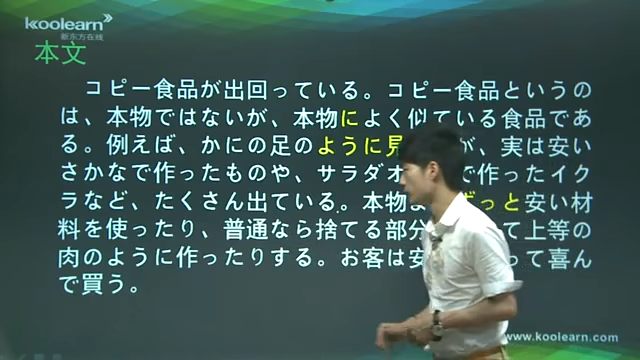 koolearn
新东方在线
本文
コピー食品が出回っている。コピー食品というの
は、本物ではないが、本物によく似ている食品であ
る。例えば、かにの足のように見 が、実は安い
さかなで作ったものや、サラダオ で作ったイク
ラなど、たくさん出ている。本物よ ずっと安い材
料を使ったり、普通なら捨てる部分 て上等の
肉のように作ったりする。お客は安 って喜ん
で買う。
www.koolearn.com